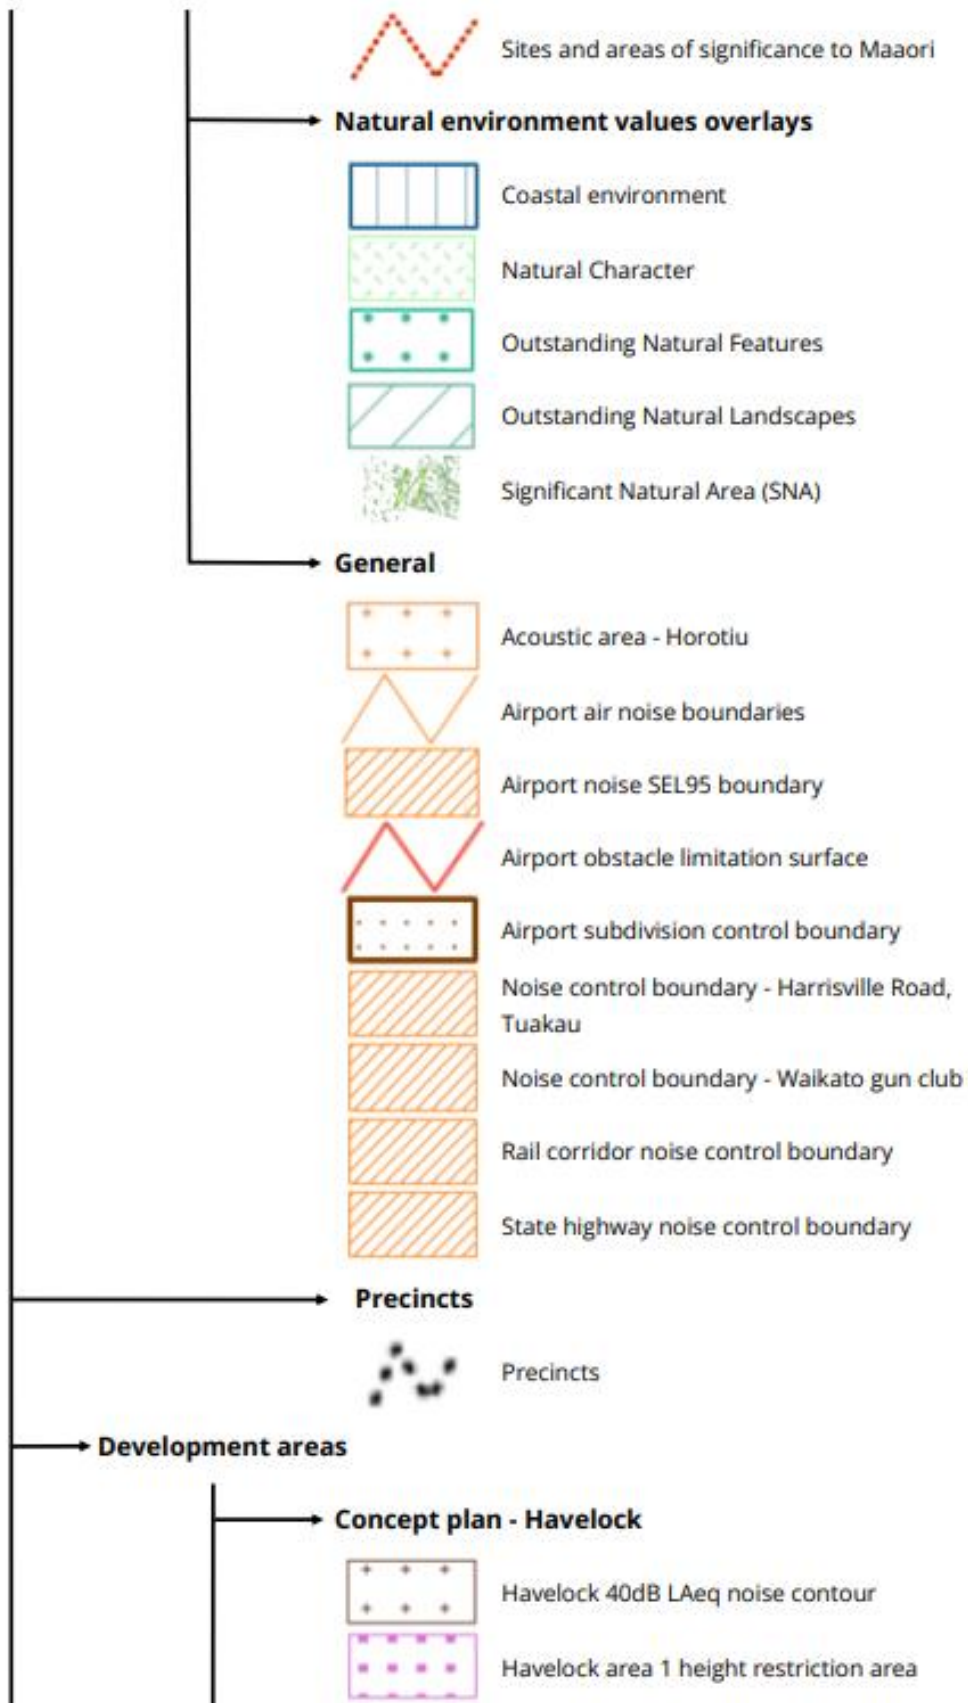 Sites and areas of significance to Maaori
Natural environment values overlays
Coastal environment
Natural Character
Outstanding Natural Features
Outstanding Natural Landscapes
Significant Natural Area (SNA)
General
Acoustic area - Horotiu
Airport air noise boundaries
Airport noise SEL95 boundary
Airport obstacle limitation surface
Airport subdivision control boundary
Noise control boundary - Harrisville Road,
Tuakau
Noise control boundary - Waikato gun club
Rail corridor noise control boundary
State highway noise control boundary
Precincts
Precincts
Development areas
Concept plan - Havelock
Havelock 40dB LAeq noise contour
Havelock area 1 height restriction area